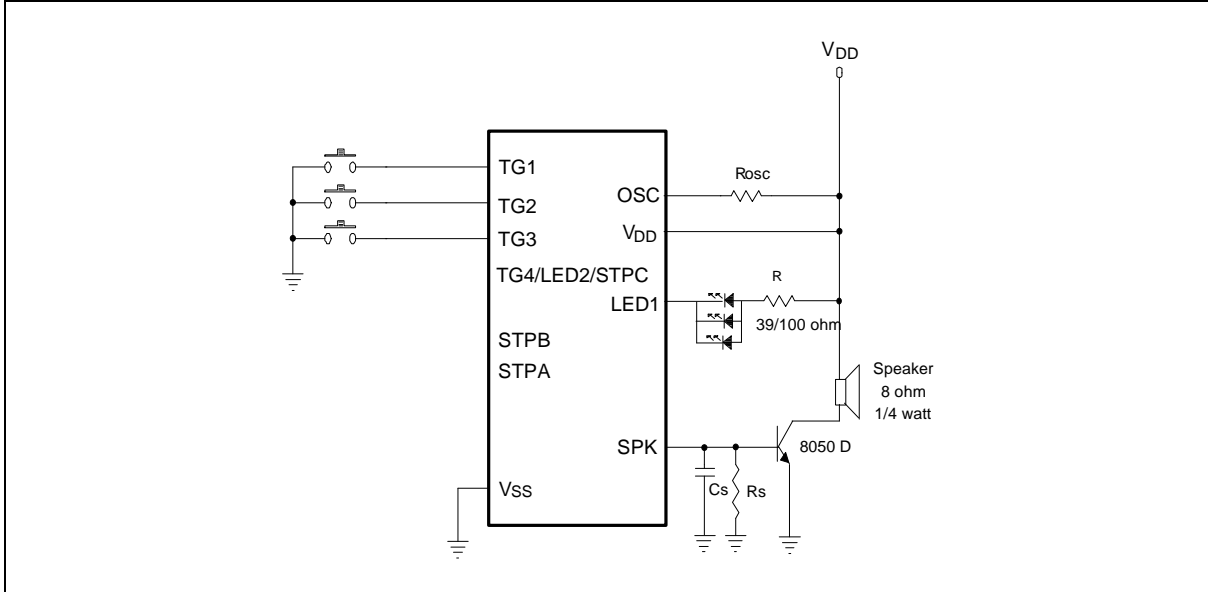 VDD
TG1
TG2
TG3
TG4/LED2/STPC
STPB
STPA
VSS
OSC
VDD
LED1
SPK
Rosc
R
39/100 ohm
Speaker
8 ohm
1/4 watt
8050 D
Cs
Rs